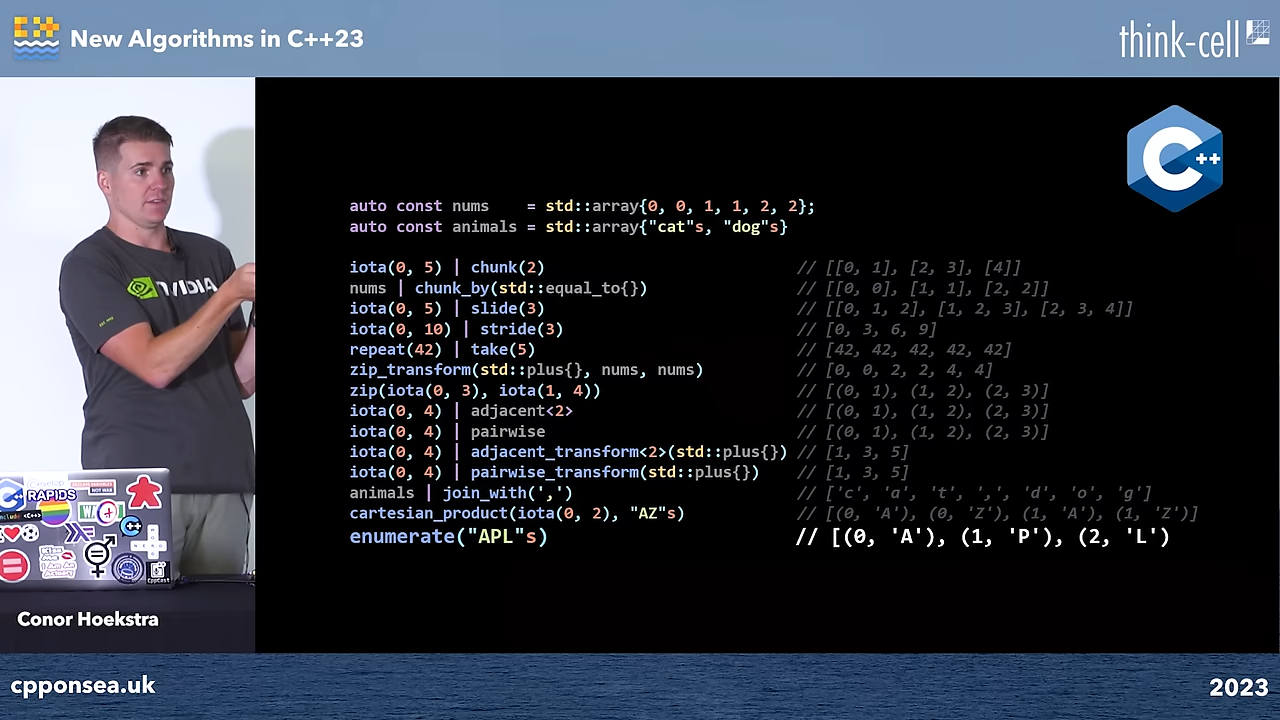 New Algorithms in C++23
think-cell
C++
auto const nums    = std::array{0, 0, 1, 1, 2, 2};
auto const animals = std::array{"cat"s, "dog"s}
iota(0, 5) | chunk(2) // [[0, 1], [2, 3], [4]]
nums | chunk_by(std::equal_to{}) // [[0, 0], [1, 1], [2, 2]]
iota(0, 5) | slide(3) // [[0, 1, 2], [1, 2, 3], [2, 3, 4]]
iota(0, 10) | stride(3) // [0, 3, 6, 9]
repeat(42) | take(5) // [42, 42, 42, 42, 42]
zip_transform(std::plus{}, nums, nums) // [0, 0, 2, 2, 4, 4]
zip(iota(0, 3), iota(1, 4)) // [(0, 1), (1, 2), (2, 3)]
iota(0, 4) | adjacent<2> // [(0, 1), (1, 2), (2, 3)]
iota(0, 4) | pairwise // [(0, 1), (1, 2), (2, 3)]
iota(0, 4) | adjacent_transform<2>(std::plus{}) // [1, 3, 5]
iota(0, 4) | pairwise_transform(std::plus{}) // [1, 3, 5]
animals | join_with(',') // ['c', 'a', 't', ',', 'd', 'o', 'g']
cartesian_product(iota(0, 2), "AZ"s) // [(0, 'A'), (0, 'Z'), (1, 'A'), (1, 'Z')]
enumerate("APL"s) // [(0, 'A'), (1, 'P'), (2, 'L')
NVIDIA
RAPIDS
#include <C++>
C++
CppCast
Conor Hoekstra
cpponsea.uk
2023